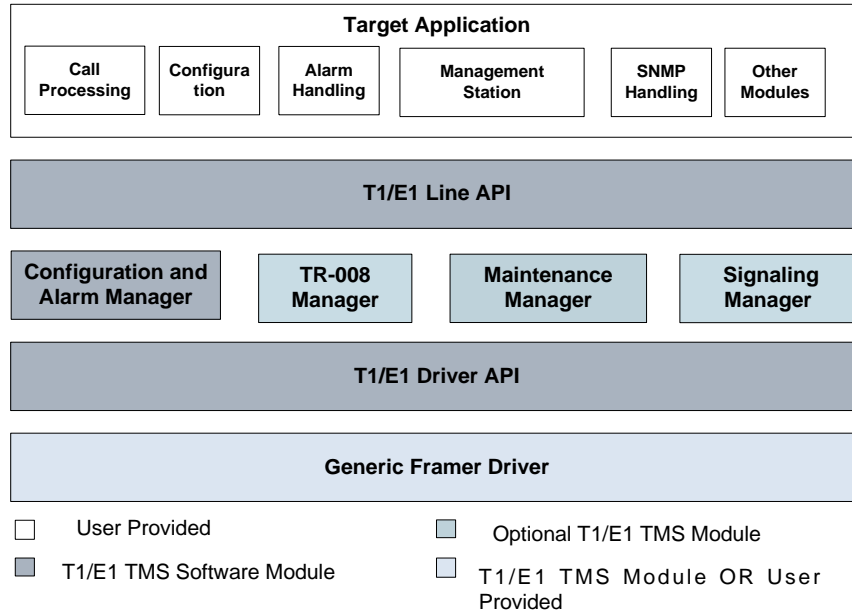 Target Application
Call
Processing
Configura
tion
Alarm
Handling
Management
Station
SNMP
Handling
Other
Modules
T1/E1 Line API
Configuration and
Alarm Manager
TR-008
Manager
Maintenance
Manager
Signaling
Manager
T1/E1 Driver API
Generic Framer Driver
User Provided
Optional T1/E1 TMS Module
T1/E1 TMS Software Module
T1/E1 TMS Module OR User
Provided